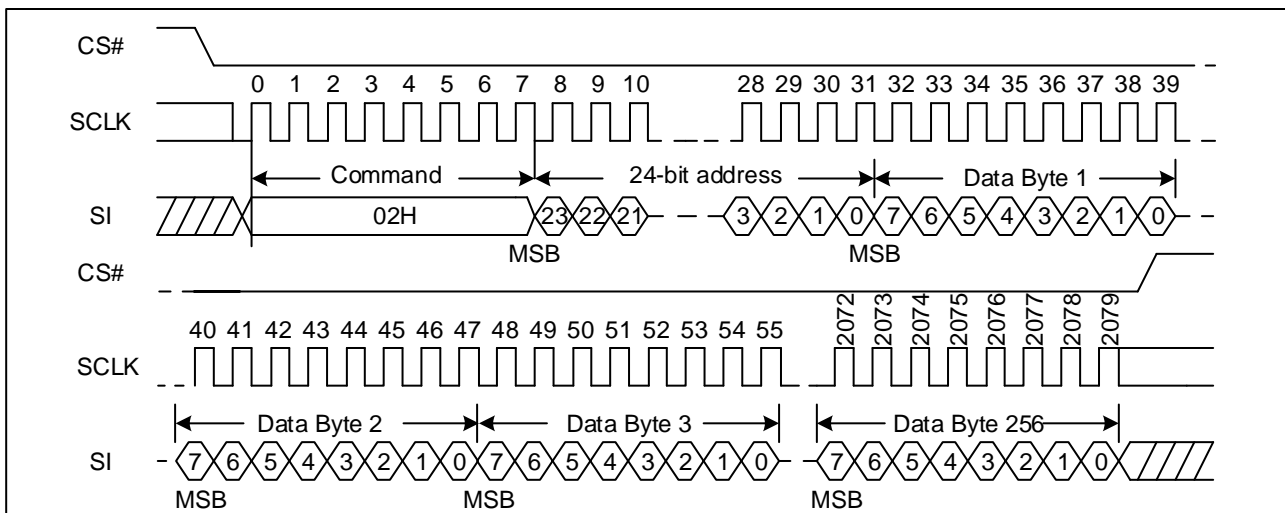 CS#
0 1 2 3 4 5 6 7 8 9 10 28 29 30 31 32 33 34 35 36 37 38 39
SCLK
Command 24-bit address Data Byte 1
SI 02H 23 22 21 3 2 1 0 7 6 5 4 3 2 1 0
MSB MSB
CS#
40 41 42 43 44 45 46 47 48 49 50 51 52 53 54 55 2072 2073 2074 2075 2076 2077 2078 2079
SCLK
Data Byte 2 Data Byte 3 Data Byte 256
SI 7 6 5 4 3 2 1 0 7 6 5 4 3 2 1 0 7 6 5 4 3 2 1 0
MSB MSB MSB